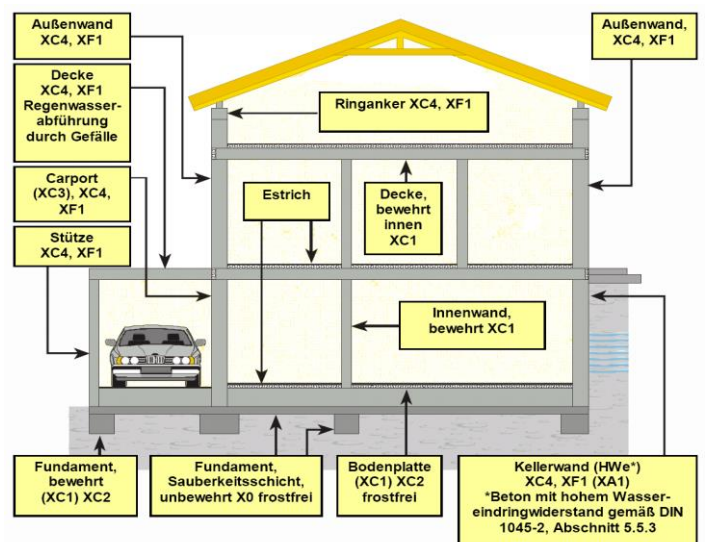 Außenwand
XC4, XF1
Decke
XC4, XF1
Regenwasser-
abführung
durch Gefälle
Carport
(XC3), XC4,
XF1
Stütze
XC4, XF1
Ringanker XC4, XF1
Außenwand,
XC4, XF1
Estrich
Decke,
bewehrt
innen
XC1
Innenwand,
bewehrt XC1
Fundament,
bewehrt
(XC1) XC2
Fundament,
Sauberkeitsschicht,
unbewehrt X0 frostfrei
Bodenplatte
(XC1) XC2
frostfrei
Kellerwand (HWe*)
XC4, XF1 (XA1)
*Beton mit hohem Wasser-
eindringwiderstand gemäß DIN
1045-2, Abschnitt 5.5.3